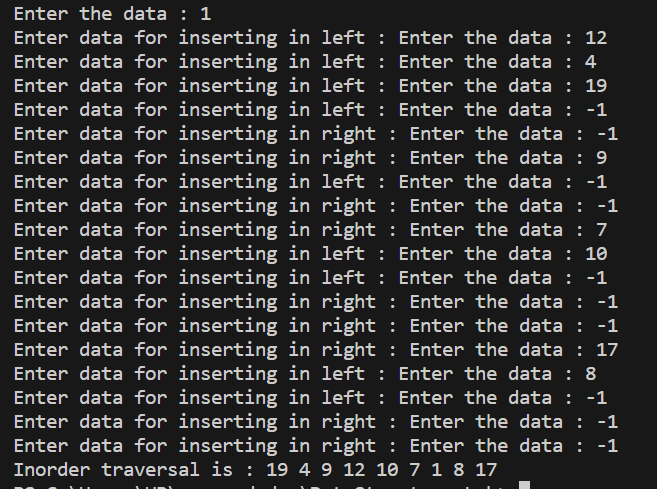 Enter the data : 1
Enter data for inserting in left : Enter the data : 12
Enter data for inserting in left : Enter the data : 4
Enter data for inserting in left : Enter the data : 19
Enter data for inserting in left : Enter the data : -1
Enter data for inserting in right : Enter the data : -1
Enter data for inserting in right : Enter the data : 9
Enter data for inserting in left : Enter the data : -1
Enter data for inserting in right : Enter the data : -1
Enter data for inserting in right : Enter the data : 7
Enter data for inserting in left : Enter the data : 10
Enter data for inserting in left : Enter the data : -1
Enter data for inserting in right : Enter the data : -1
Enter data for inserting in right : Enter the data : -1
Enter data for inserting in right : Enter the data : 17
Enter data for inserting in left : Enter the data : 8
Enter data for inserting in left : Enter the data : -1
Enter data for inserting in right : Enter the data : -1
Enter data for inserting in right : Enter the data : -1
Inorder traversal is : 19 4 9 12 10 7 1 8 17